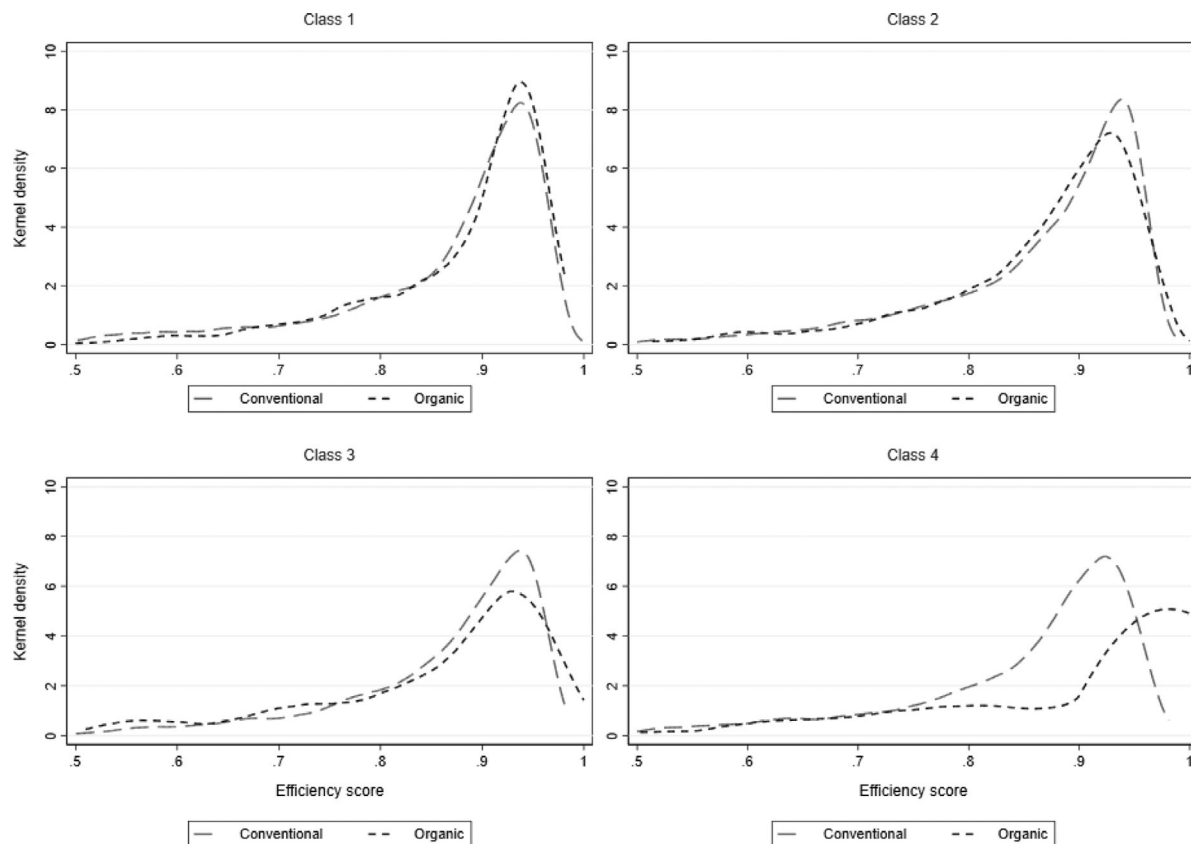 Class 1
Class 2
Kernel density
10
8
6
4
2
0
.5 .6 .7 .8 .9 1
Conventional Organic
10
8
6
4
2
0
.5 .6 .7 .8 .9 1
Conventional Organic
Class 3
Class 4
Kernel density
10
8
6
4
2
0
.5 .6 .7 .8 .9 1
Efficiency score
Conventional Organic
10
8
6
4
2
0
.5 .6 .7 .8 .9 1
Efficiency score
Conventional Organic